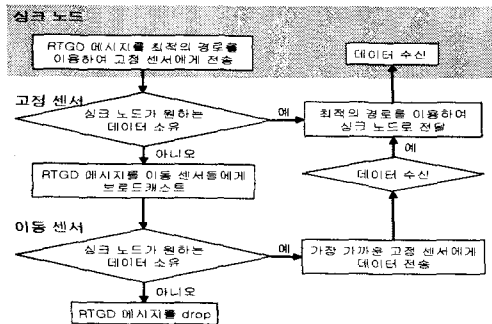 싱크 노드
RTGD 메시지를 최적의 경로를
이용하여 고정 센서에게 전송
데이터 수신
고정 센서
싱크 노드가 원하는
데이터 소유
예
최적의 경로를 이용하여
싱크 노드로 전달
아니오
예
RTGD 메시지를 이동 센서들에게
브로드캐스트
데이터 수신
이동 센서
싱크 노드가 원하는
데이터 소유
예
가장 가까운 고정 센서에게
데이터 전송
아니오
RTGD 메시지를 drop